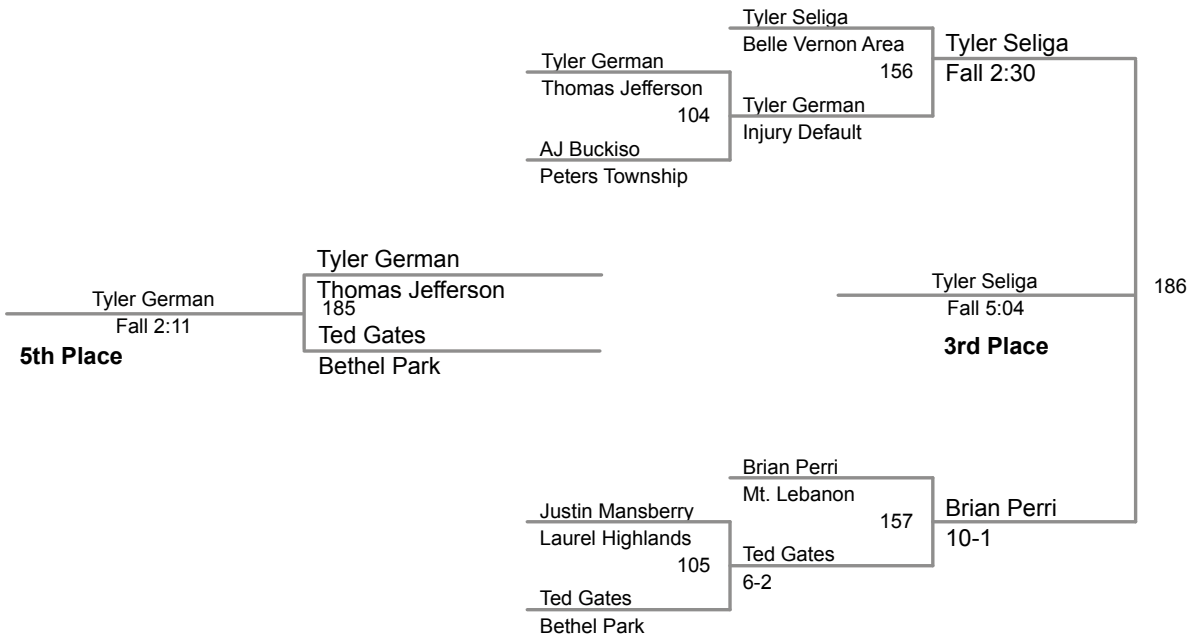 Tyler Seliga
Belle Vernon Area
156
Tyler Seliga
Fall 2:30
Tyler German
Thomas Jefferson
104
Tyler German
Injury Default
AJ Buckiso
Peters Township
Tyler German
Thomas Jefferson
185
Ted Gates
Bethel Park
Tyler German
Fall 2:11
5th Place
Tyler Seliga
Fall 5:04
3rd Place
186
Brian Perri
Mt. Lebanon
157
Brian Perri
10-1
Justin Mansberry
Laurel Highlands
105
Ted Gates
6-2
Ted Gates
Bethel Park